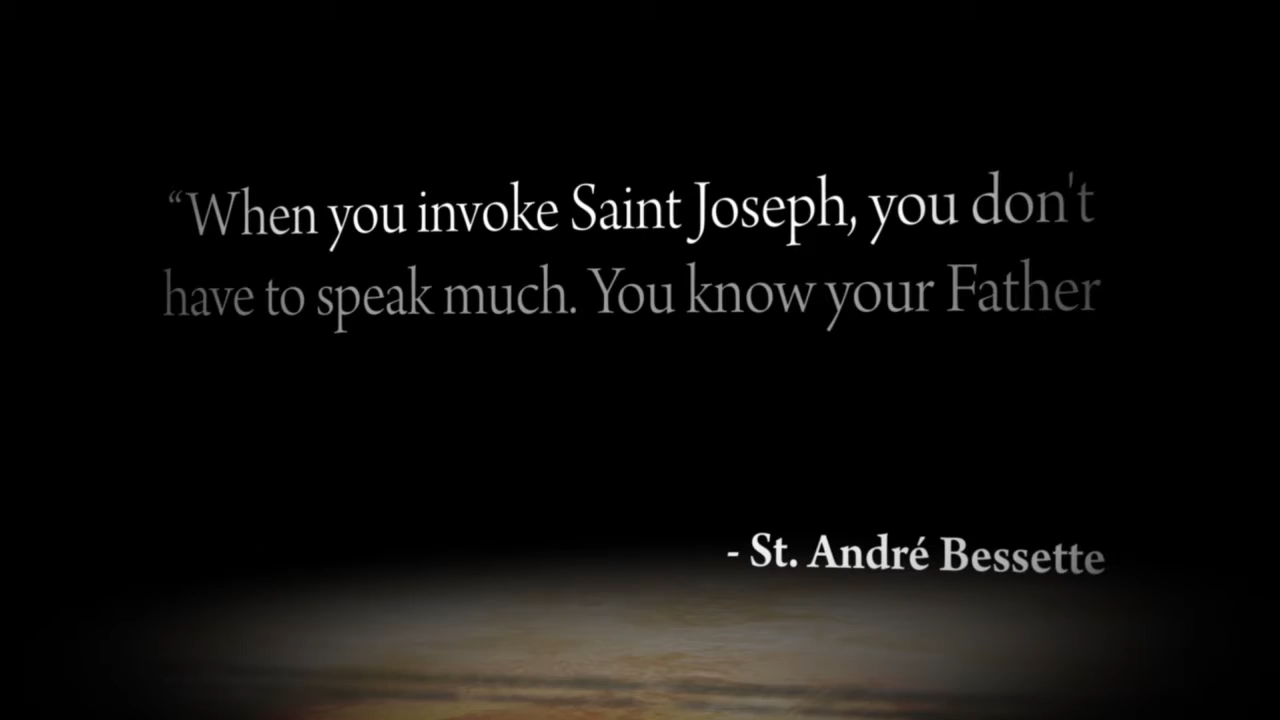 “When you invoke Saint Joseph, you don't
have to speak much. You know your Father
- St. André Bessette